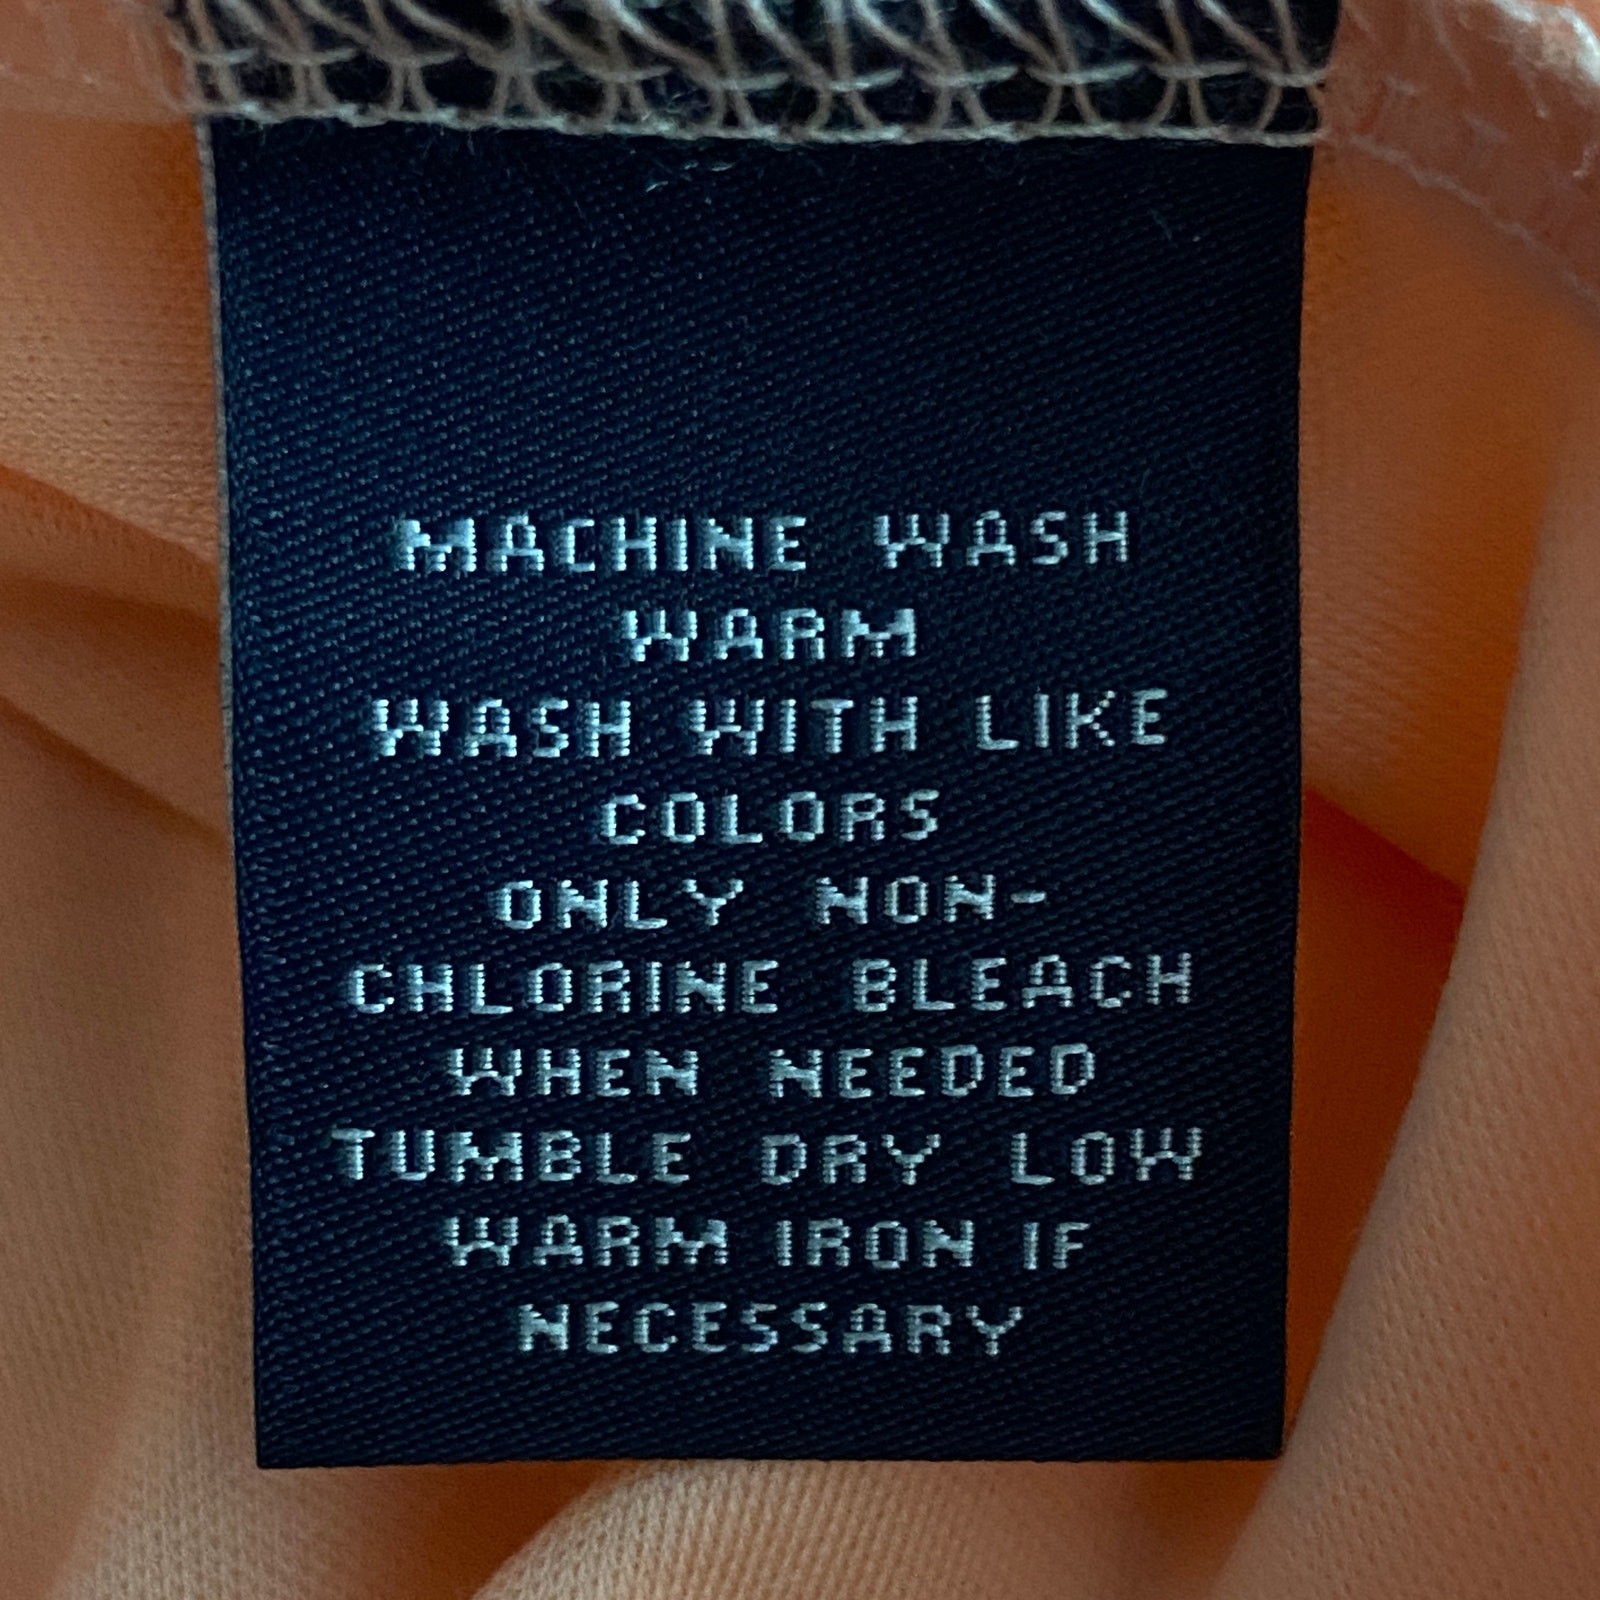 MACHINE WASH
WARM
WASH WITH LIKE
COLORS
ONLY NON-
CHLORINE BLEACH
WHEN NEEDED
TUMBLE DRY LOW
WARM IRON IF
NECESSARY